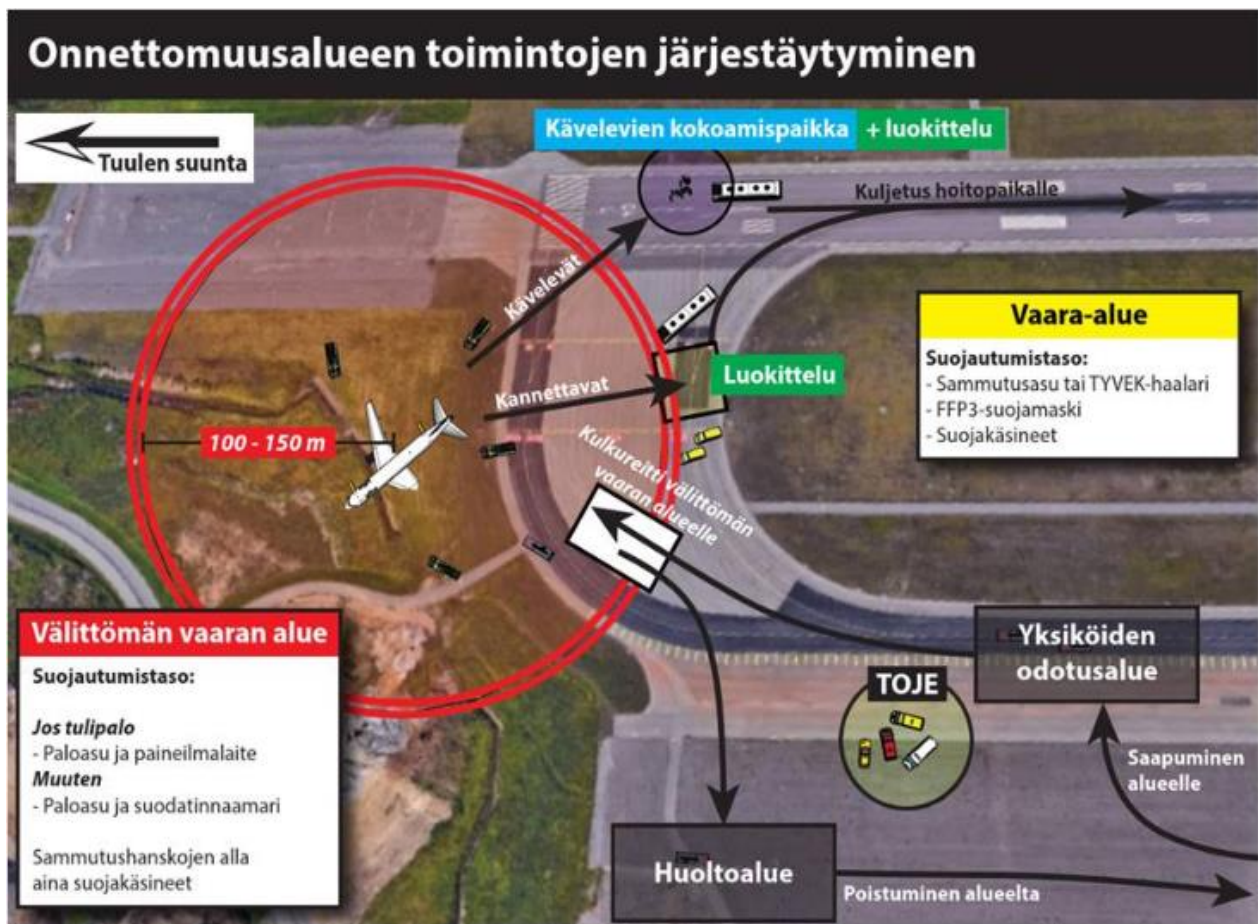 Onnettomuusalueen toimintojen järjestäytyminen
Tuulen suunta
Kävelevien kokoamispaikka + luokittelu
Kuljetus hoitopaikalle
Kävelevät
Vaara-alue
Suojautumistaso:
- Sammutusasu tai TYVEK-haalari
- FFP3-suojamaski
- Suojakäsineet
Luokittelu
Kannettavat
100 - 150 m
Kulkureitti välittömän
vaaran alueelle
Välittömän vaaran alue
Suojautumistaso:
Jos tulipalo
- Paloasu ja paineilmalaite
Muuten
- Paloasu ja suodatinnaamari
Sammutushanskojen alla
aina suojakäsineet
Yksiköiden
odotusalue
TOJE
Saapuminen
alueelle
Huoltoalue
Poistuminen alueelta